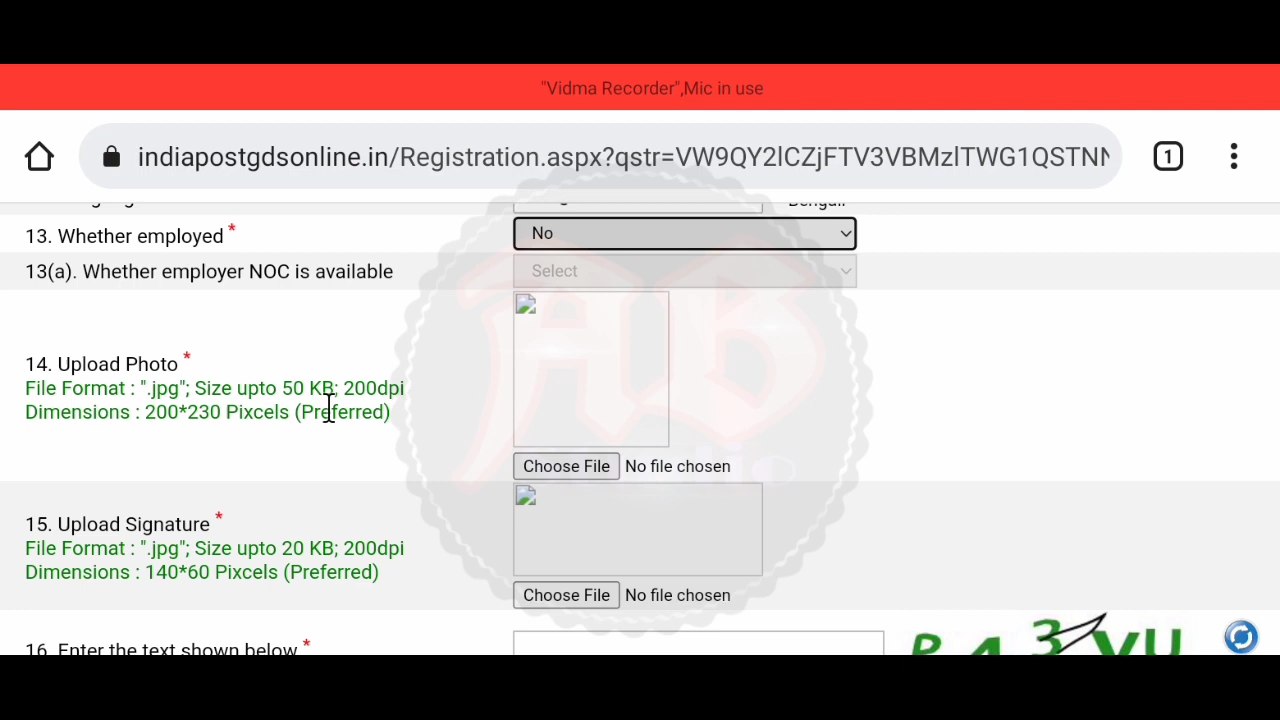 "Vidma Recorder",Mic in use
indiapostgdsonline.in/Registration.aspx?qstr=VW9QY2lCZjFTV3VBMzlTWG1QSTN
1
Bengali
13. Whether employed *
No
13(a). Whether employer NOC is available
Select
14. Upload Photo *
File Format : ".jpg"; Size upto 50 KB; 200dpi
Dimensions : 200*230 Pixcels (Preferred)
Choose File No file chosen
15. Upload Signature *
File Format : ".jpg"; Size upto 20 KB; 200dpi
Dimensions : 140*60 Pixcels (Preferred)
Choose File No file chosen
16. Enter the text shown below *
AB